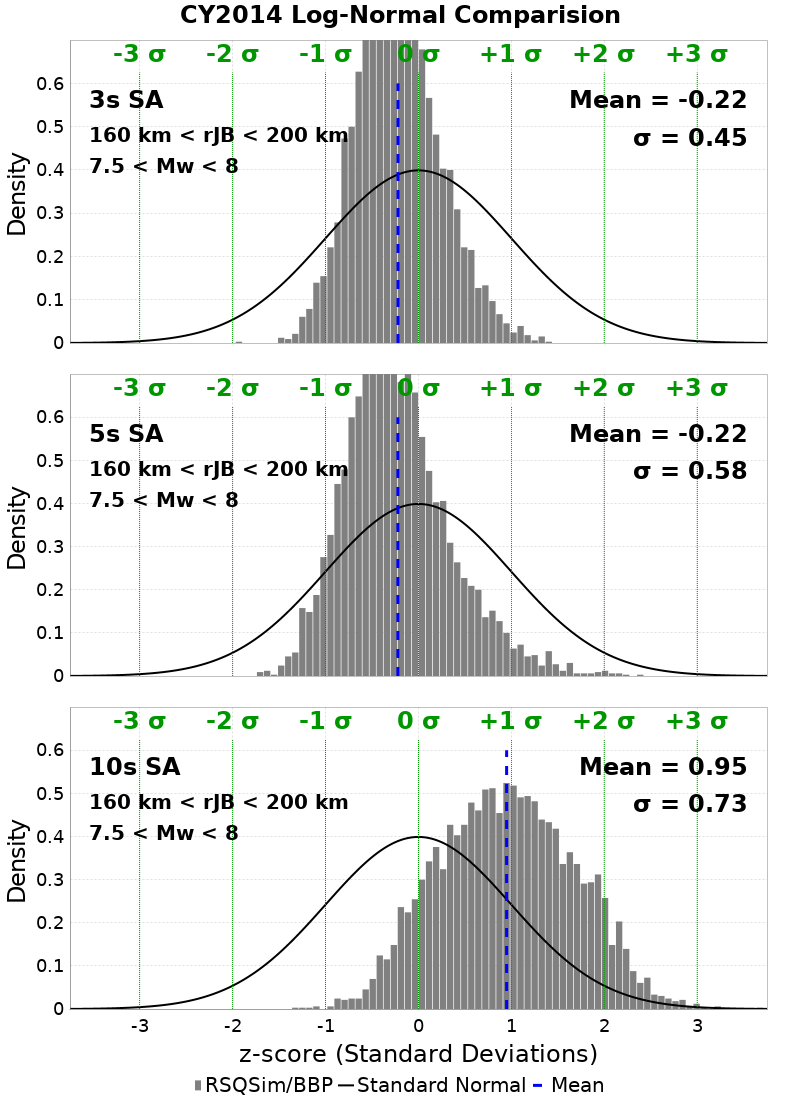 CY2014 Log-Normal Comparision
-3 σ -2 σ -1 σ 0 σ +1 σ +2 σ +3 σ
0.6
3s SA Mean = -0.22
0.5
160 km < rJB < 200 km σ = 0.45
7.5 < Mw < 8
0.4
0.3
0.2
0.1
0
Density
-3 σ -2 σ -1 σ 0 σ +1 σ +2 σ +3 σ
0.6
5s SA Mean = -0.22
0.5
160 km < rJB < 200 km σ = 0.58
7.5 < Mw < 8
0.4
0.3
0.2
0.1
0
Density
-3 σ -2 σ -1 σ 0 σ +1 σ +2 σ +3 σ
0.6
10s SA Mean = 0.95
0.5
160 km < rJB < 200 km σ = 0.73
7.5 < Mw < 8
0.4
0.3
0.2
0.1
0
Density
-3 -2 -1 0 1 2 3
z-score (Standard Deviations)
RSQSim/BBP Standard Normal Mean